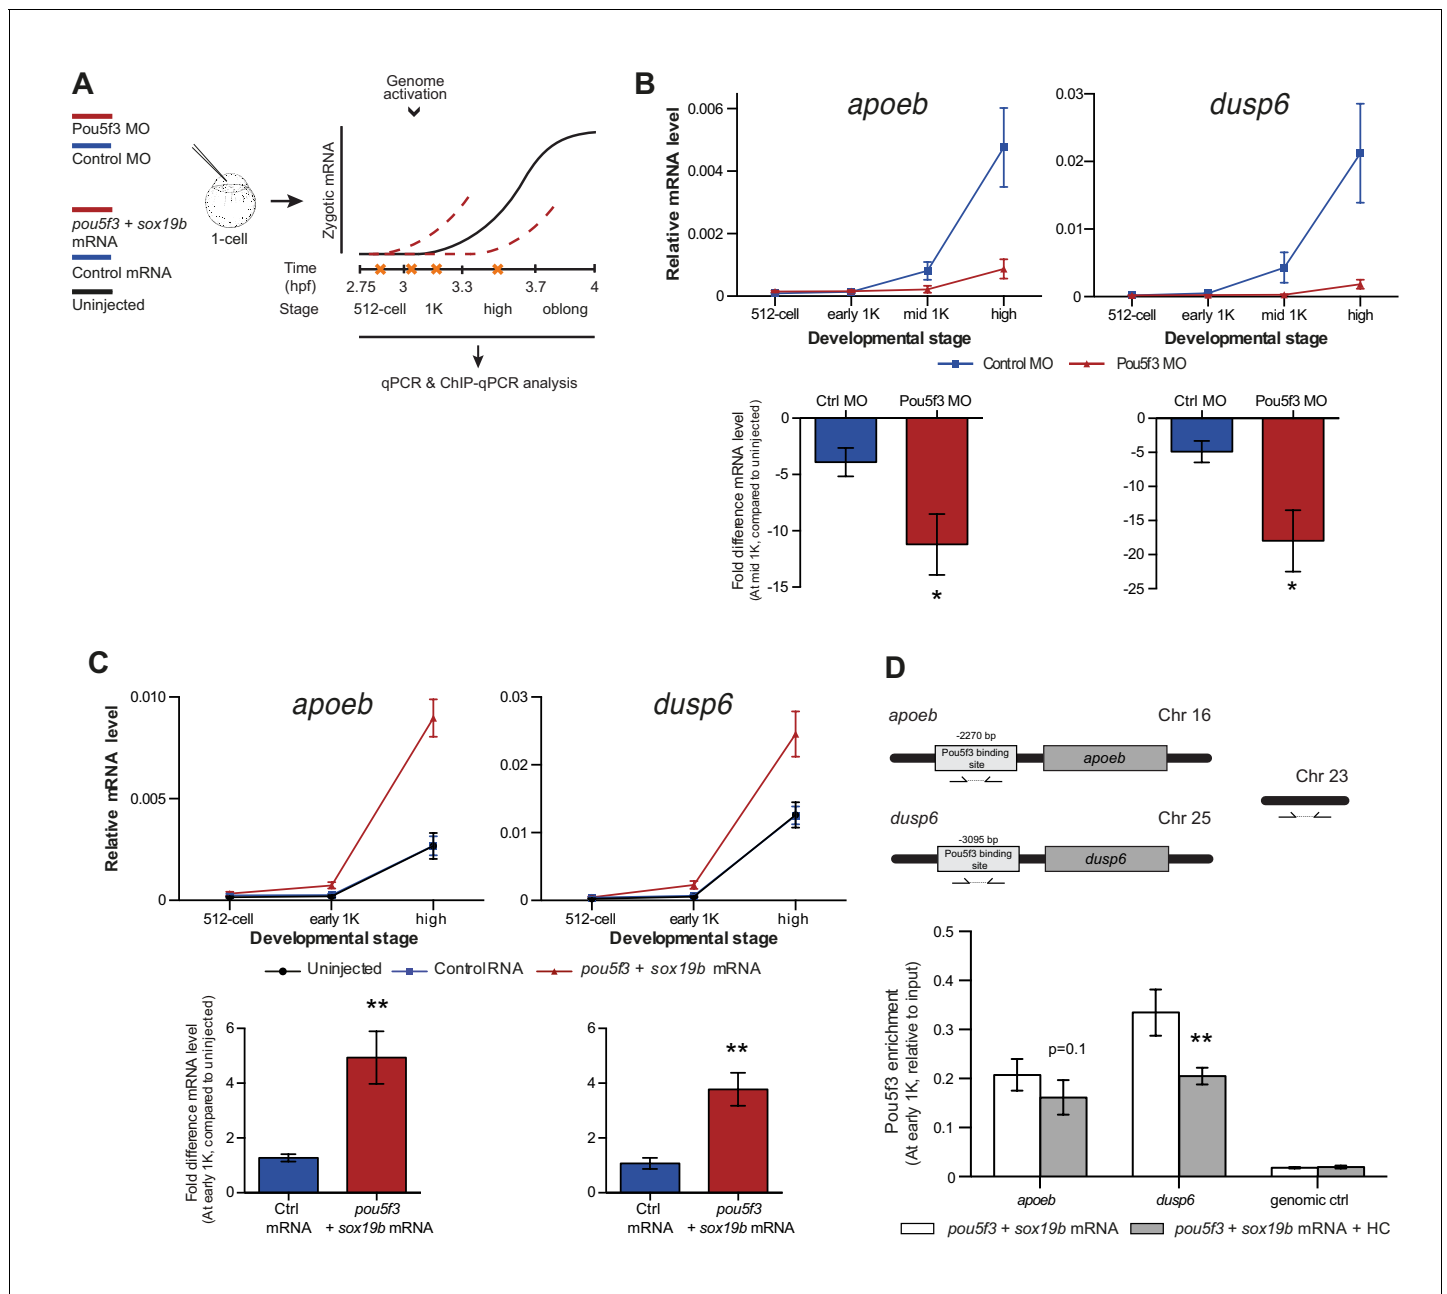 A
Pou5f3 MO
Control MO
pou5f3 + sox19b
mRNA
Control mRNA
Uninjected
1-cell
Genome
activation
Zygotic mRNA
Time
(hpf)
2.75 3 3.3 3.7 4
Stage 512-cell 1K high oblong
qPCR & ChIP-qPCR analysis
B
apoeb
Relative mRNA level
0.006
0.004
0.002
0
512-cell early 1K mid 1K high
Developmental stage
dusp6
0.03
0.02
0.01
0
512-cell early 1K mid 1K high
Developmental stage
Control MO Pou5f3 MO
Fold difference mRNA level
(At mid 1K, compared to uninjected)
Ctrl MO Pou5f3 MO
0
-5
-10
-15
*
Ctrl MO Pou5f3 MO
0
-5
-10
-15
-20
-25
*
C
apoeb
Relative mRNA level
0.010
0.005
0
512-cell early 1K high
Developmental stage
dusp6
0.03
0.02
0.01
0
512-cell early 1K high
Developmental stage
Uninjected Control RNA pou5f3 + sox19b mRNA
Fold difference mRNA level
(At early 1K, compared to uninjected)
6
4
2
0
**
Ctrl
mRNA
pou5f3
+ sox19b mRNA
6
4
2
0
**
Ctrl
mRNA
pou5f3
+ sox19b mRNA
D
apoeb Chr 16
-2270 bp
Pou5f3 binding
site
apoeb
Chr 23
dusp6 Chr 25
-3095 bp
Pou5f3 binding
site
dusp6
Pou5f3 enrichment
(At early 1K, relative to input)
0.5
0.4
0.3
0.2
0.1
0
p=0.1
**
apoeb dusp6 genomic ctrl
pou5f3 + sox19b mRNA pou5f3 + sox19b mRNA + HC